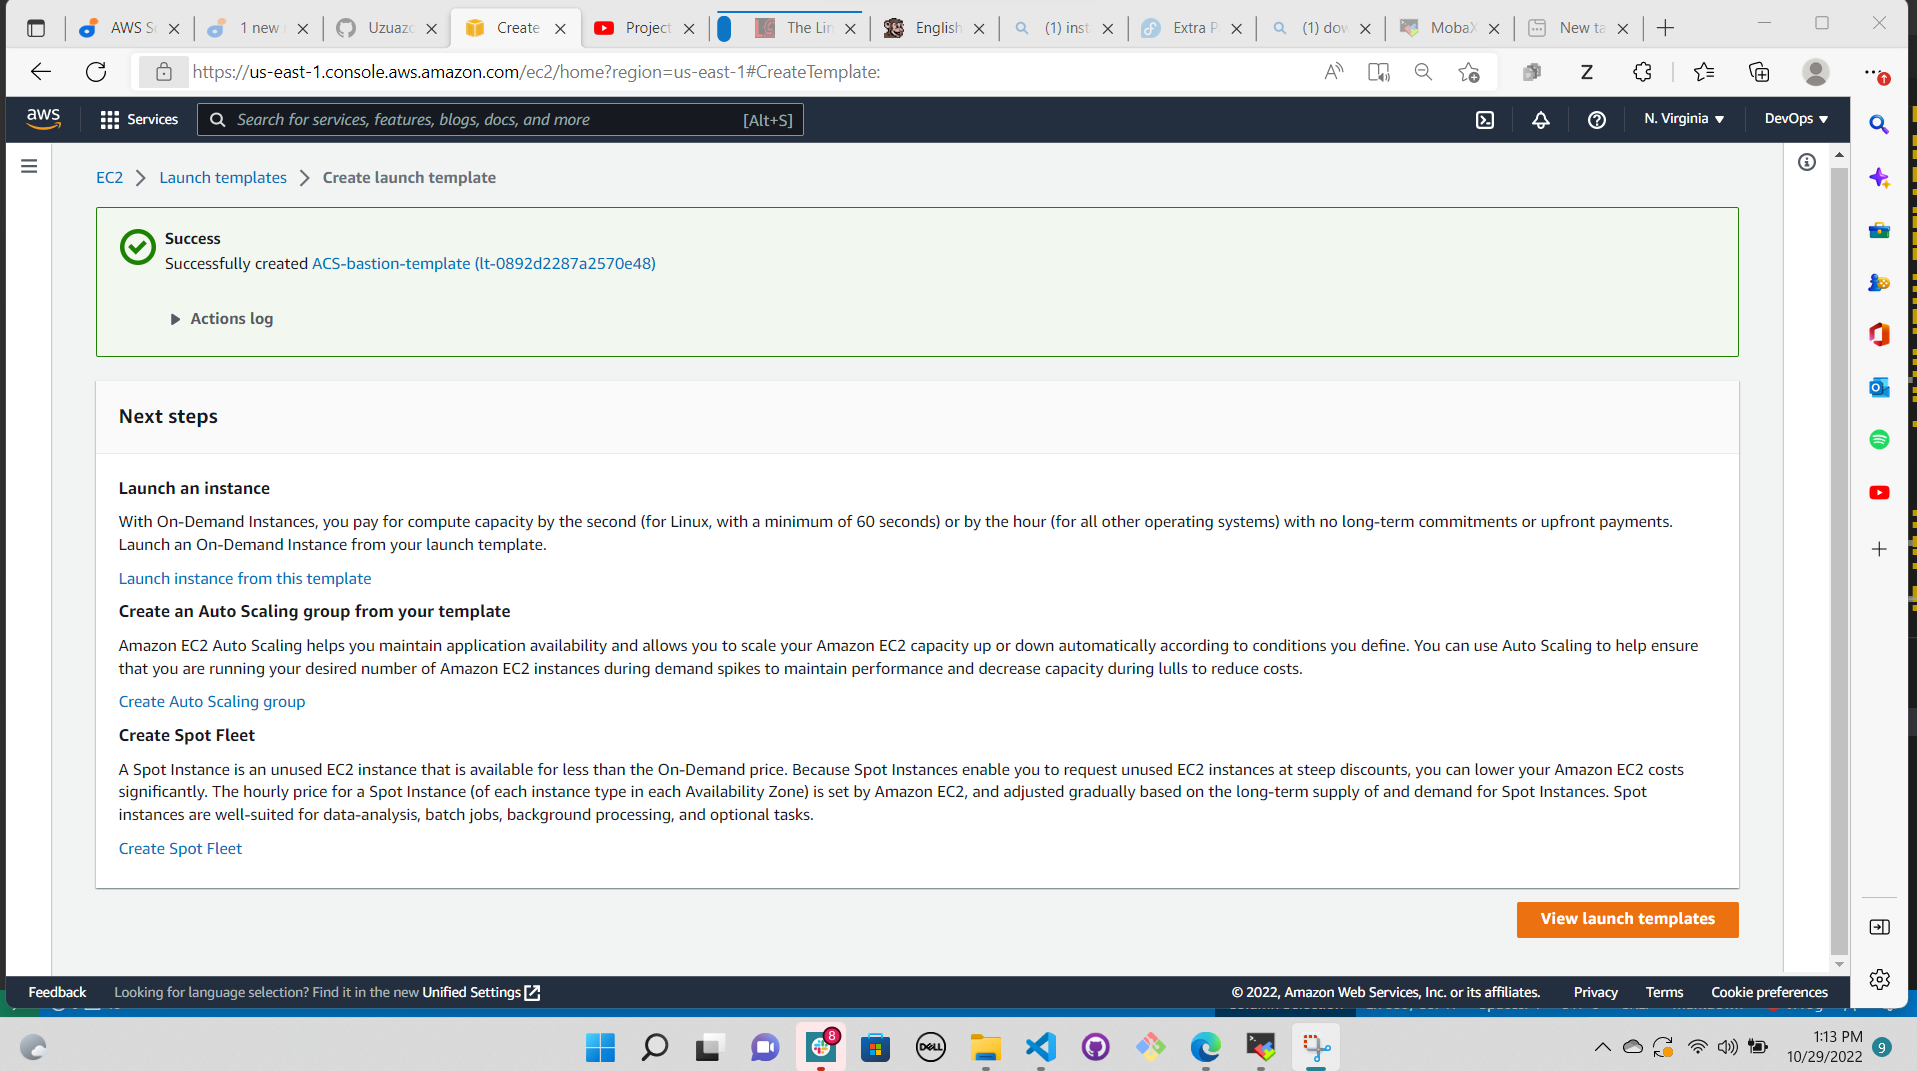 AWS S
1 new
Uzuazo
Create
Project
The Lin
English
(1) inst
Extra P
(1) dow
MobaX
New ta
https://us-east-1.console.aws.amazon.com/ec2/home?region=us-east-1#CreateTemplate:
aws
Services
Search for services, features, blogs, docs, and more
[Alt+S]
N. Virginia
DevOps
EC2
Launch templates
Create launch template
Success
Successfully created ACS-bastion-template (lt-0892d2287a2570e48)
Actions log
Next steps
Launch an instance
With On-Demand Instances, you pay for compute capacity by the second (for Linux, with a minimum of 60 seconds) or by the hour (for all other operating systems) with no long-term commitments or upfront payments.
Launch an On-Demand Instance from your launch template.
Launch instance from this template
Create an Auto Scaling group from your template
Amazon EC2 Auto Scaling helps you maintain application availability and allows you to scale your Amazon EC2 capacity up or down automatically according to conditions you define. You can use Auto Scaling to help ensure
that you are running your desired number of Amazon EC2 instances during demand spikes to maintain performance and decrease capacity during lulls to reduce costs.
Create Auto Scaling group
Create Spot Fleet
A Spot Instance is an unused EC2 instance that is available for less than the On-Demand price. Because Spot Instances enable you to request unused EC2 instances at steep discounts, you can lower your Amazon EC2 costs
significantly. The hourly price for a Spot Instance (of each instance type in each Availability Zone) is set by Amazon EC2, and adjusted gradually based on the long-term supply of and demand for Spot Instances. Spot
instances are well-suited for data-analysis, batch jobs, background processing, and optional tasks.
Create Spot Fleet
View launch templates
Feedback
Looking for language selection? Find it in the new Unified Settings
© 2022, Amazon Web Services, Inc. or its affiliates.
Privacy
Terms
Cookie preferences
8
DELL
1:13 PM
10/29/2022
9